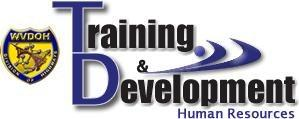 WVDOH
Training
&
Development
Human Resources